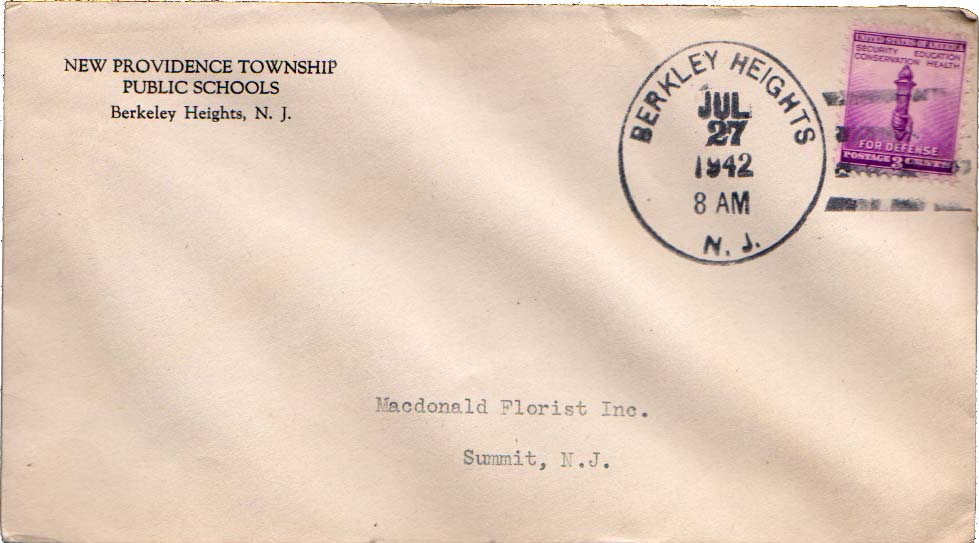 NEW PROVIDENCE TOWNSHIP
PUBLIC SCHOOLS
Berkeley Heights, N. J.
BERKLEY HEIGHTS
JUL
27
1942
8 AM
N. J.
UNITED STATES OF AMERICA
SECURITY EDUCATION
CONSERVATION HEALTH
FOR DEFENSE
POSTAGE 3 CENTS
Macdonald Florist Inc.
Summit, N.J.